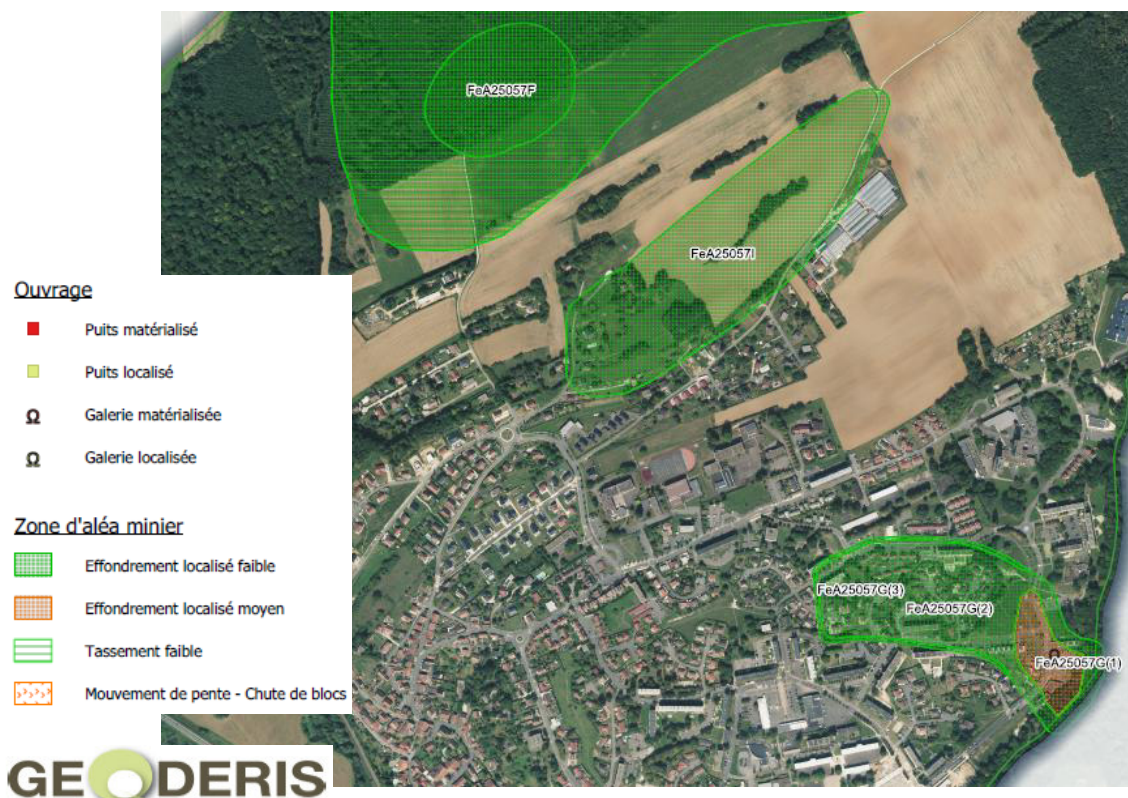 FeA25057F
FeA25057I
Ouvrage
Puits matérialisé
Puits localisé
Galerie matérialisée
Galerie localisée
Zone d'aléa minier
Effondrement localisé faible
Effondrement localisé moyen
Tassement faible
Mouvement de pente - Chute de blocs
FeA25057G(3)
FeA25057G(2)
FeA25057G(1)
GEODERIS